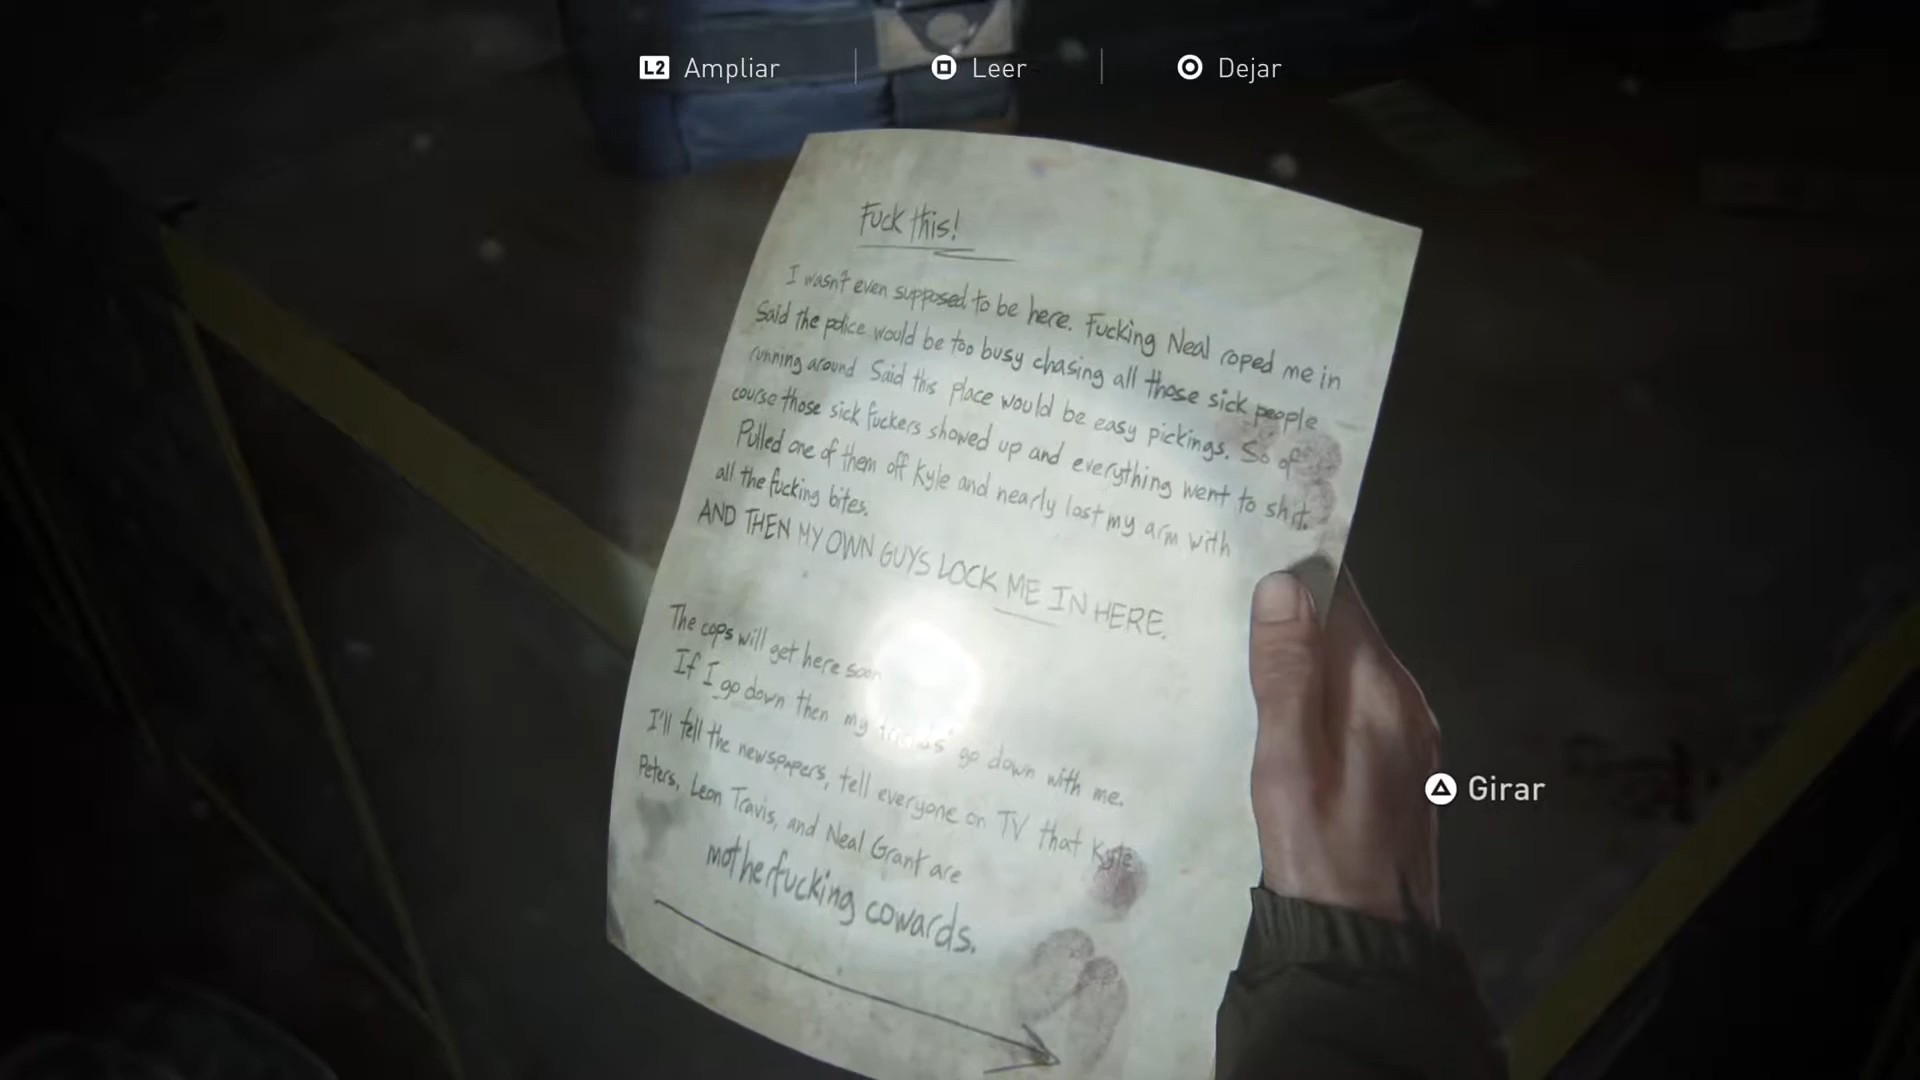 L2 Ampliar
Leer
Dejar
Fuck this!
I wasn't even supposed to be here. Fucking Neal roped me in
Said the police would be too busy chasing all those sick people
running around Said this place would be easy pickings. So of
course those sick fuckers showed up and everything went to shit.
Pulled one of them off Kyle and nearly lost my arm with
all the fucking bites.
AND THEN MY OWN GUYS LOCK ME IN HERE.
The cops will get here soon
If I go down then my "friends" go down with me.
I'll tell the newspapers, tell everyone on TV that Kyle
Peters, Leon Travis, and Neal Grant are
motherfucking cowards.
Girar